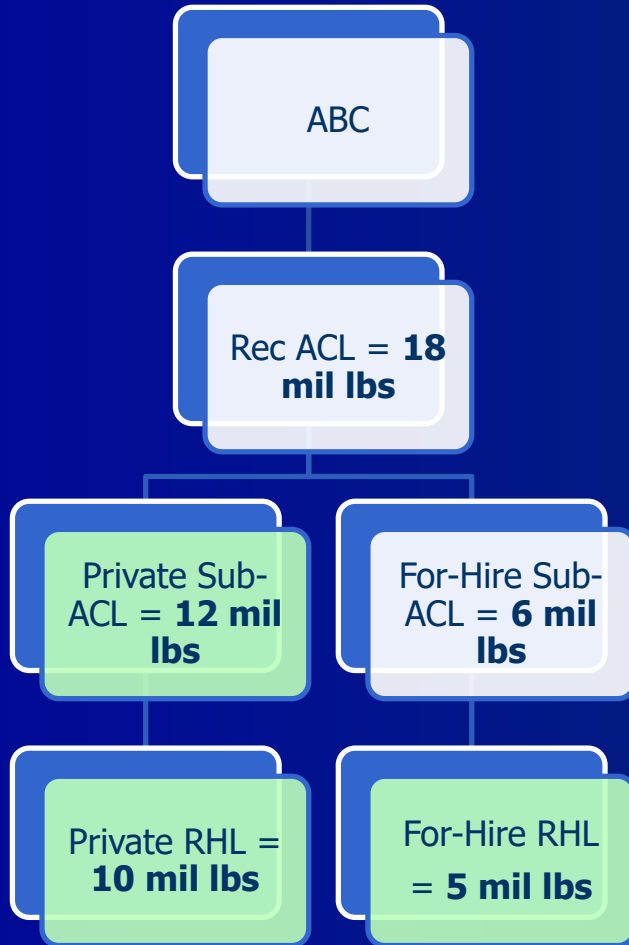 ABC
Rec ACL = 18
mil lbs
Private Sub-
ACL = 12 mil
lbs
For-Hire Sub-
ACL = 6 mil
lbs
Private RHL =
10 mil lbs
For-Hire RHL
= 5 mil lbs